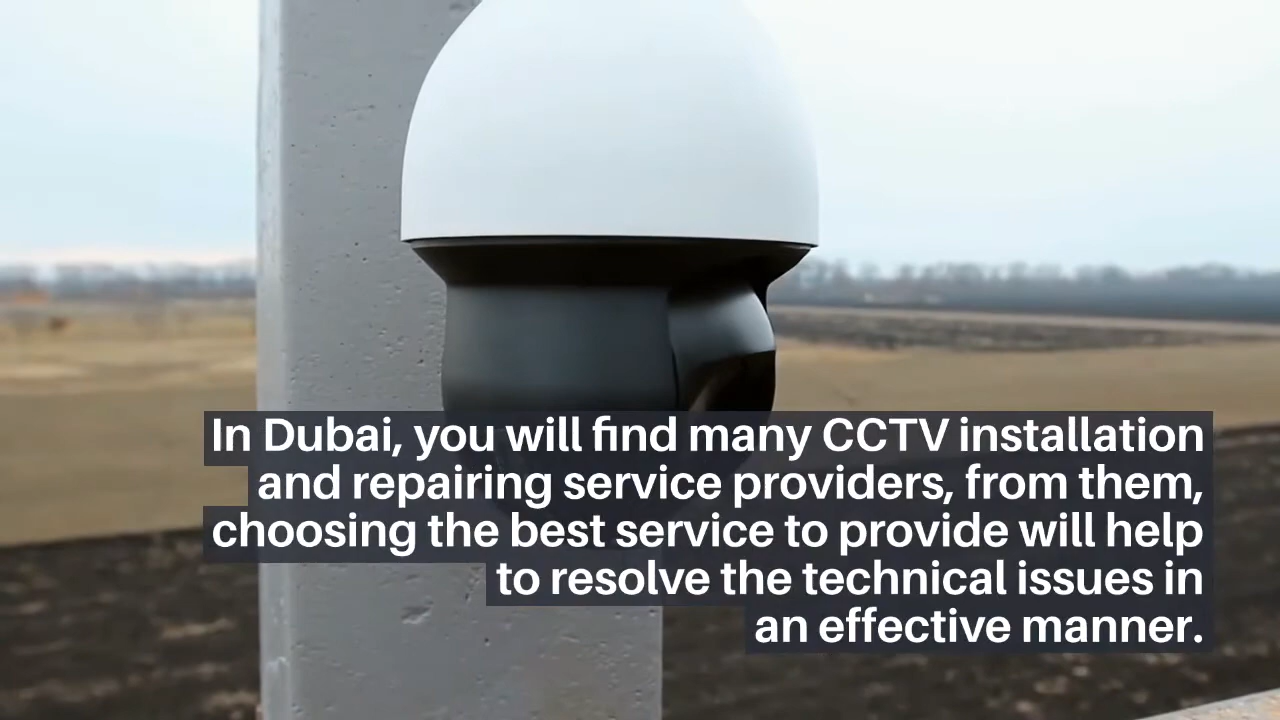 In Dubai, you will find many CCTV installation
and repairing service providers, from them,
choosing the best service to provide will help
to resolve the technical issues in
an effective manner.